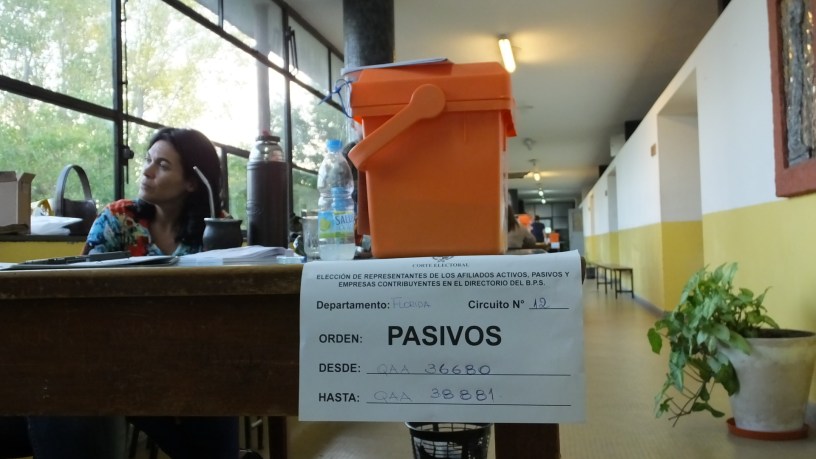 CORTE ELECTORAL
ELECCIÓN DE REPRESENTANTES DE LOS AFILIADOS ACTIVOS, PASIVOS Y
EMPRESAS CONTRIBUYENTES EN EL DIRECTORIO DEL B.P.S.
Departamento: FLORIDA Circuito N° 12
ORDEN: PASIVOS
DESDE: QAA 36680
HASTA: QAA 38881
SALUS